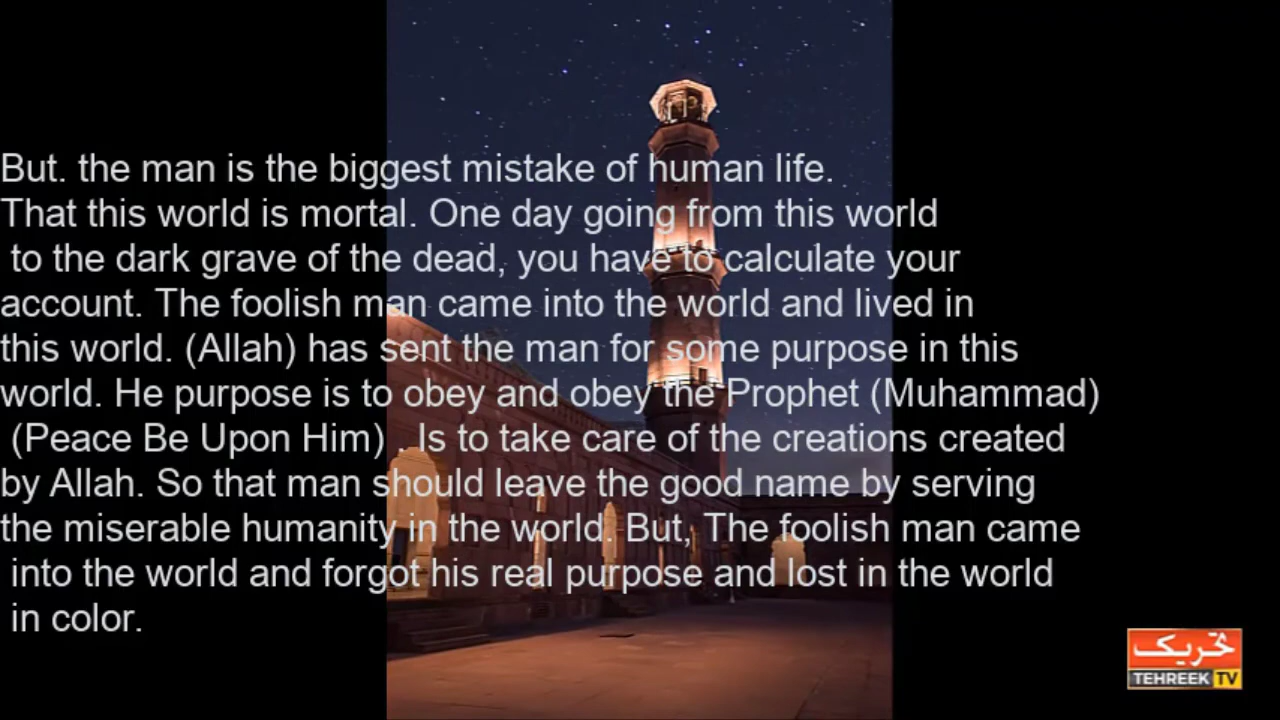 But. the man is the biggest mistake of human life.
That this world is mortal. One day going from this world
to the dark grave of the dead, you have to calculate your
account. The foolish man came into the world and lived in
this world. (Allah) has sent the man for some purpose in this
world. He purpose is to obey and obey the Prophet (Muhammad)
(Peace Be Upon Him) . Is to take care of the creations created
by Allah. So that man should leave the good name by serving
the miserable humanity in the world. But, The foolish man came
into the world and forgot his real purpose and lost in the world
in color.
تحریک
TEHREEK TV